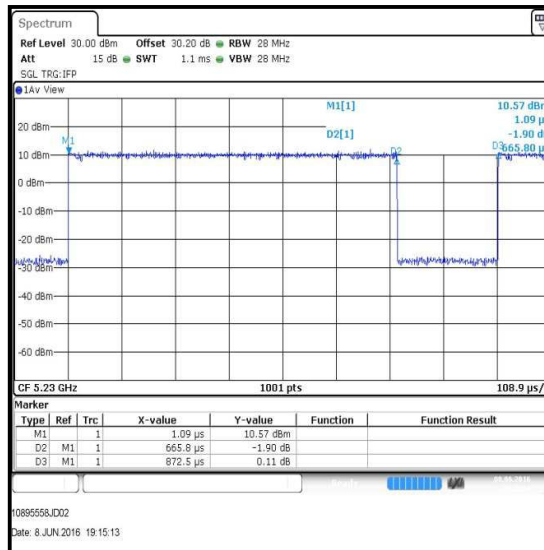 Spectrum
Ref Level 30.00 dBm Offset 30.20 dB RBW 28 MHz
Att 15 dB SWT 1.1 ms VBW 28 MHz
SGL TRG:IFP
1Av View
M1[1] 10.57 dBm
1.09 µs
D2[1] -1.90 dB
665.80 µs
20 dBm
M1
D2
D3
10 dBm
0 dBm
-10 dBm
-20 dBm
-30 dBm
-40 dBm
-50 dBm
-60 dBm
CF 5.23 GHz 1001 pts 108.9 µs/
Marker
Type Ref Trc X-value Y-value Function Function Result
M1 1 1.09 µs 10.57 dBm
D2 M1 1 665.8 µs -1.90 dB
D3 M1 1 872.5 µs 0.11 dB
Ready 08.06.2016
10895558JD02
Date: 8.JUN.2016 19:15:13